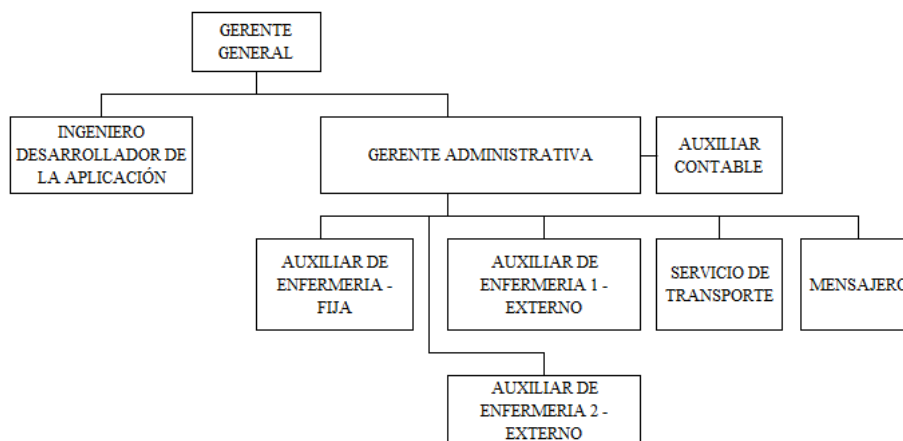 GERENTE
GENERAL
INGENIERO
DESARROLLADOR DE
LA APLICACIÓN
GERENTE ADMINISTRATIVA
AUXILIAR
CONTABLE
AUXILIAR DE
ENFERMERIA -
FIJA
AUXILIAR DE
ENFERMERIA 1 -
EXTERNO
SERVICIO DE
TRANSPORTE
MENSAJERO
AUXILIAR DE
ENFERMERIA 2 -
EXTERNO